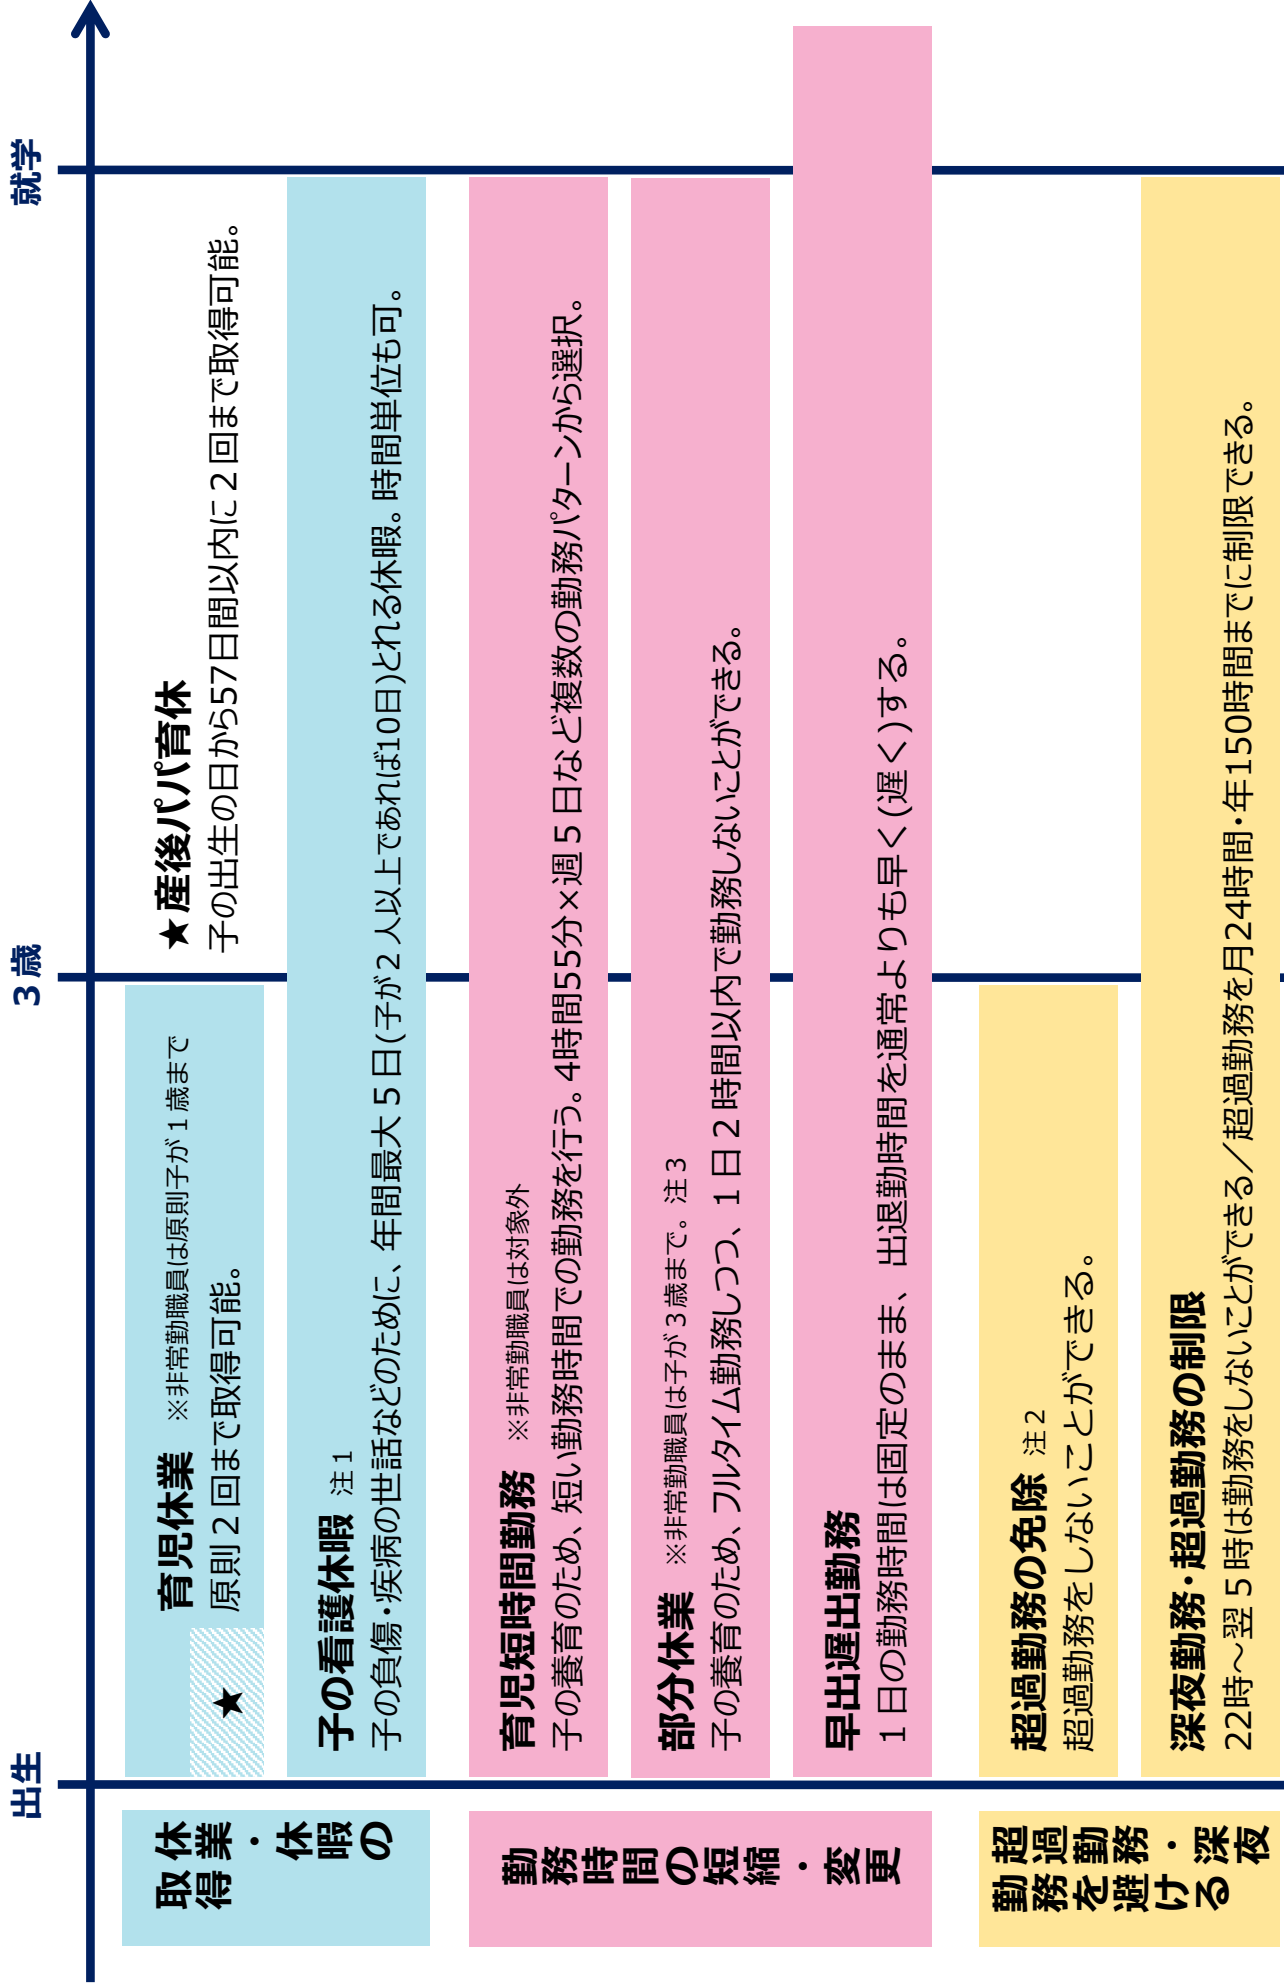 出生
3歳
就学
休業・休暇の
取得
育児休業 ※非常勤職員は原則子が1歳まで
原則2回まで取得可能。
★
★産後パパ育休
子の出生の日から57日間以内に2回まで取得可能。
子の看護休暇 注1
子の負傷・疾病の世話などのために、年間最大5日(子が2人以上であれば10日)とれる休暇。時間単位も可。
勤務時間の短縮・変更
育児短時間勤務 ※非常勤職員は対象外
子の養育のため、短い勤務時間での勤務を行う。4時間55分×週5日など複数の勤務パターンから選択。
部分休業 ※非常勤職員は子が3歳まで。注3
子の養育のため、フルタイム勤務しつつ、1日2時間以内で勤務しないことができる。
早出遅出勤務
1日の勤務時間は固定のまま、出退勤時間を通常よりも早く(遅く)する。
超過勤務・深夜
勤務を避ける
超過勤務の免除 注2
超過勤務をしないことができる。
深夜勤務・超過勤務の制限
22時～翌5時は勤務をしないことができる／超過勤務を月24時間・年150時間までに制限できる。